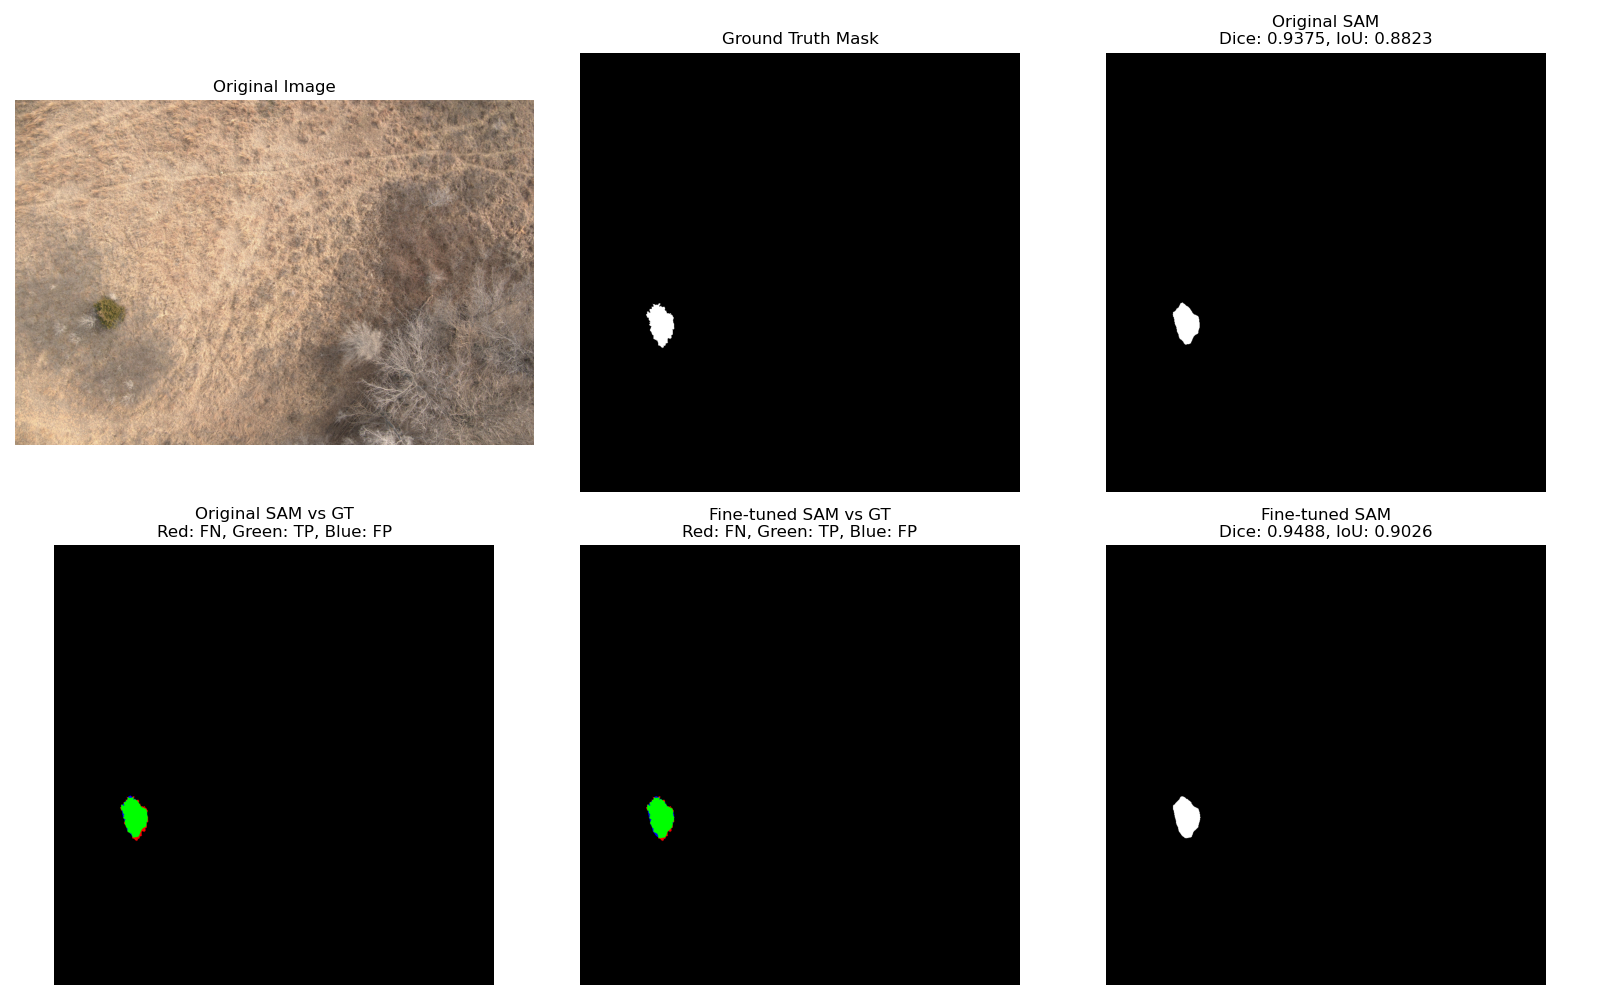 Original Image
Ground Truth Mask
Original SAM
Dice: 0.9375, IoU: 0.8823
Original SAM vs GT
Red: FN, Green: TP, Blue: FP
Fine-tuned SAM vs GT
Red: FN, Green: TP, Blue: FP
Fine-tuned SAM
Dice: 0.9488, IoU: 0.9026